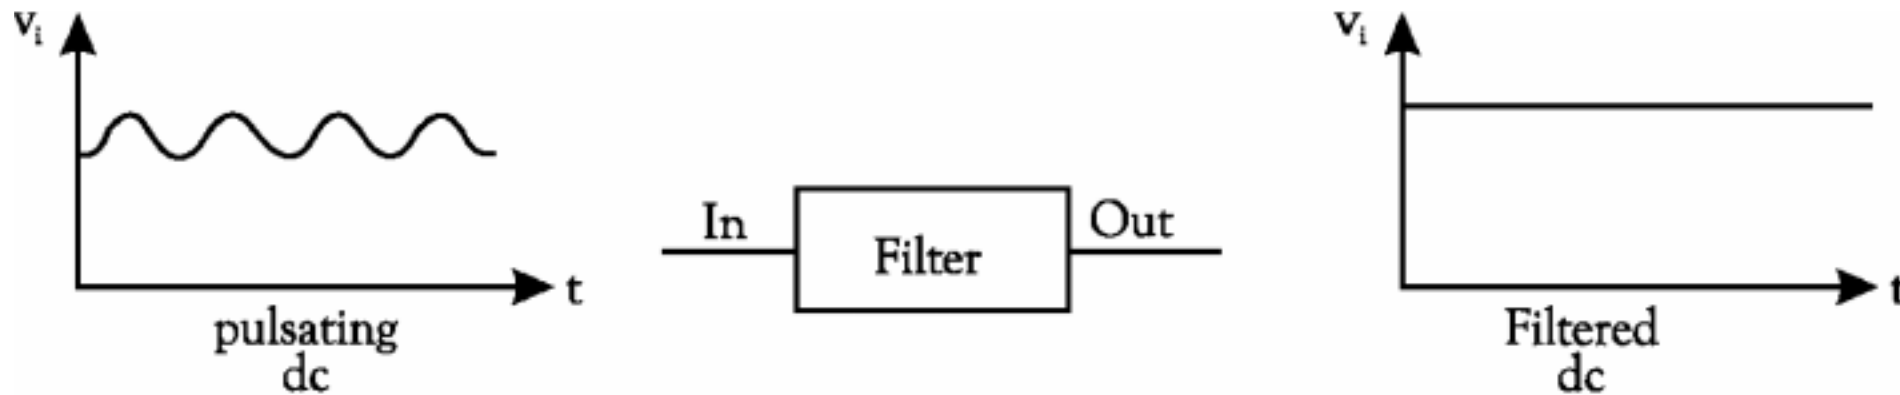 vᵢ
t
pulsating
dc
In
Filter
Out
vᵢ
t
Filtered
dc